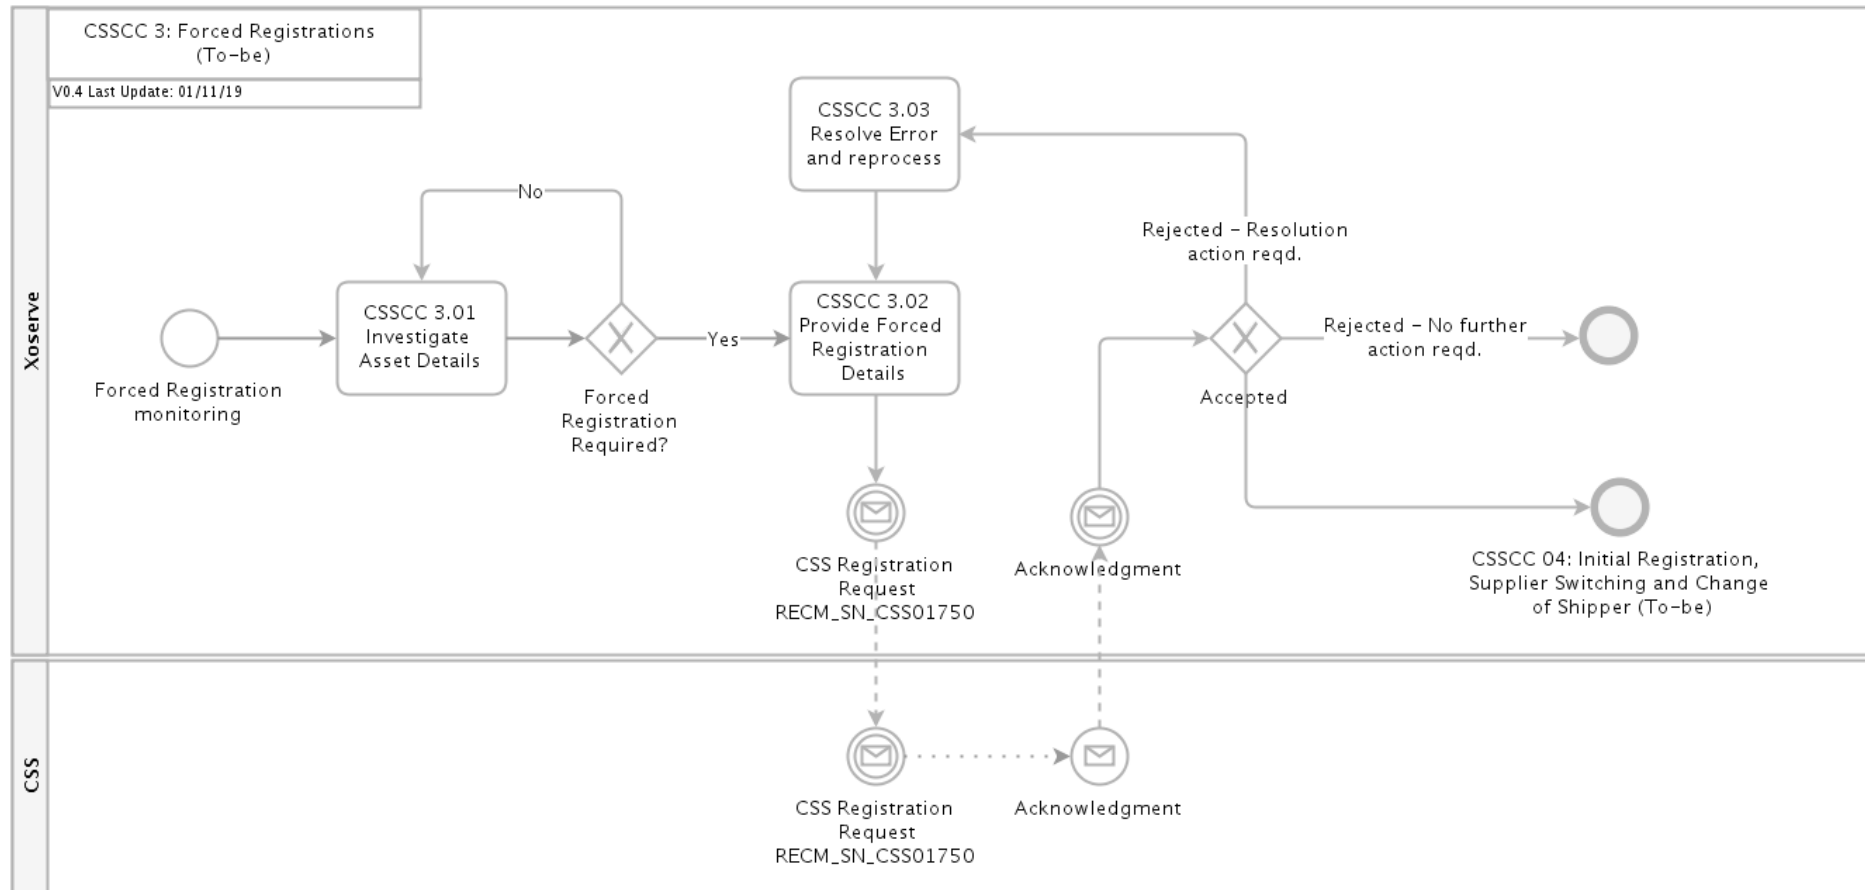 CSSCC 3: Forced Registrations
(To-be)
V0.4 Last Update: 01/11/19
Xoserve
CSSCC 3.03
Resolve Error
and reprocess
No
Rejected - Resolution
action reqd.
CSSCC 3.01
Investigate
Asset Details
CSSCC 3.02
Provide Forced
Registration
Details
Yes
Rejected - No further
action reqd.
Forced Registration
monitoring
Forced
Registration
Required?
Accepted
CSS Registration
Request
RECM_SN_CSS01750
Acknowledgment
CSSCC 04: Initial Registration,
Supplier Switching and Change
of Shipper (To-be)
CSS
CSS Registration
Request
RECM_SN_CSS01750
Acknowledgment